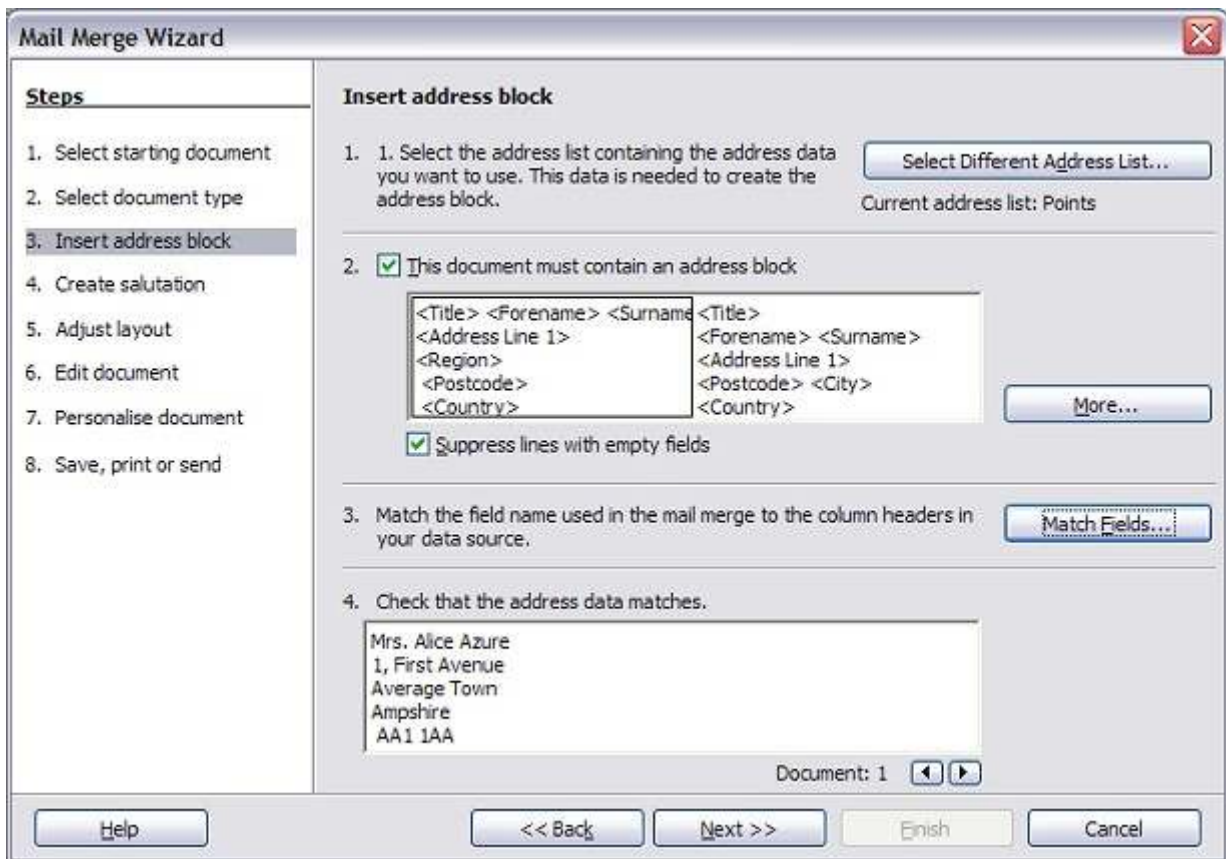 Mail Merge Wizard
Steps
1. Select starting document
2. Select document type
3. Insert address block
4. Create salutation
5. Adjust layout
6. Edit document
7. Personalise document
8. Save, print or send
Insert address block
1. 1. Select the address list containing the address data
you want to use. This data is needed to create the
address block.
Select Different Address List...
Current address list: Points
2. This document must contain an address block
<Title> <Forename> <Surname
<Address Line 1>
<Region>
<Postcode>
<Country>
<Title>
<Forename> <Surname>
<Address Line 1>
<Postcode> <City>
<Country>
More...
Suppress lines with empty fields
3. Match the field name used in the mail merge to the column headers in
your data source.
Match Fields...
4. Check that the address data matches.
Mrs. Alice Azure
1, First Avenue
Average Town
Ampshire
AA1 1AA
Document: 1
Help
<< Back
Next >>
Finish
Cancel